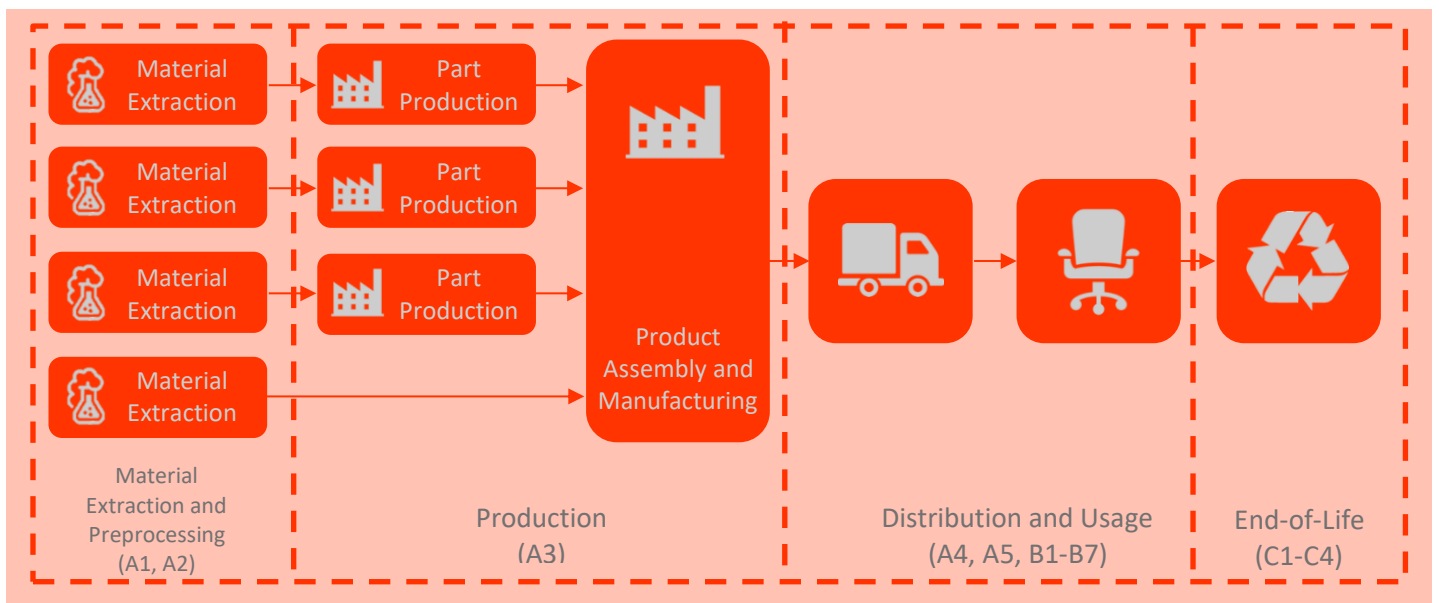 Material
Extraction
Part
Production
Material
Extraction
Part
Production
Material
Extraction
Part
Production
Material
Extraction
Product
Assembly and
Manufacturing
Material
Extraction and
Preprocessing
(A1, A2)
Production
(A3)
Distribution and Usage
(A4, A5, B1-B7)
End-of-Life
(C1-C4)